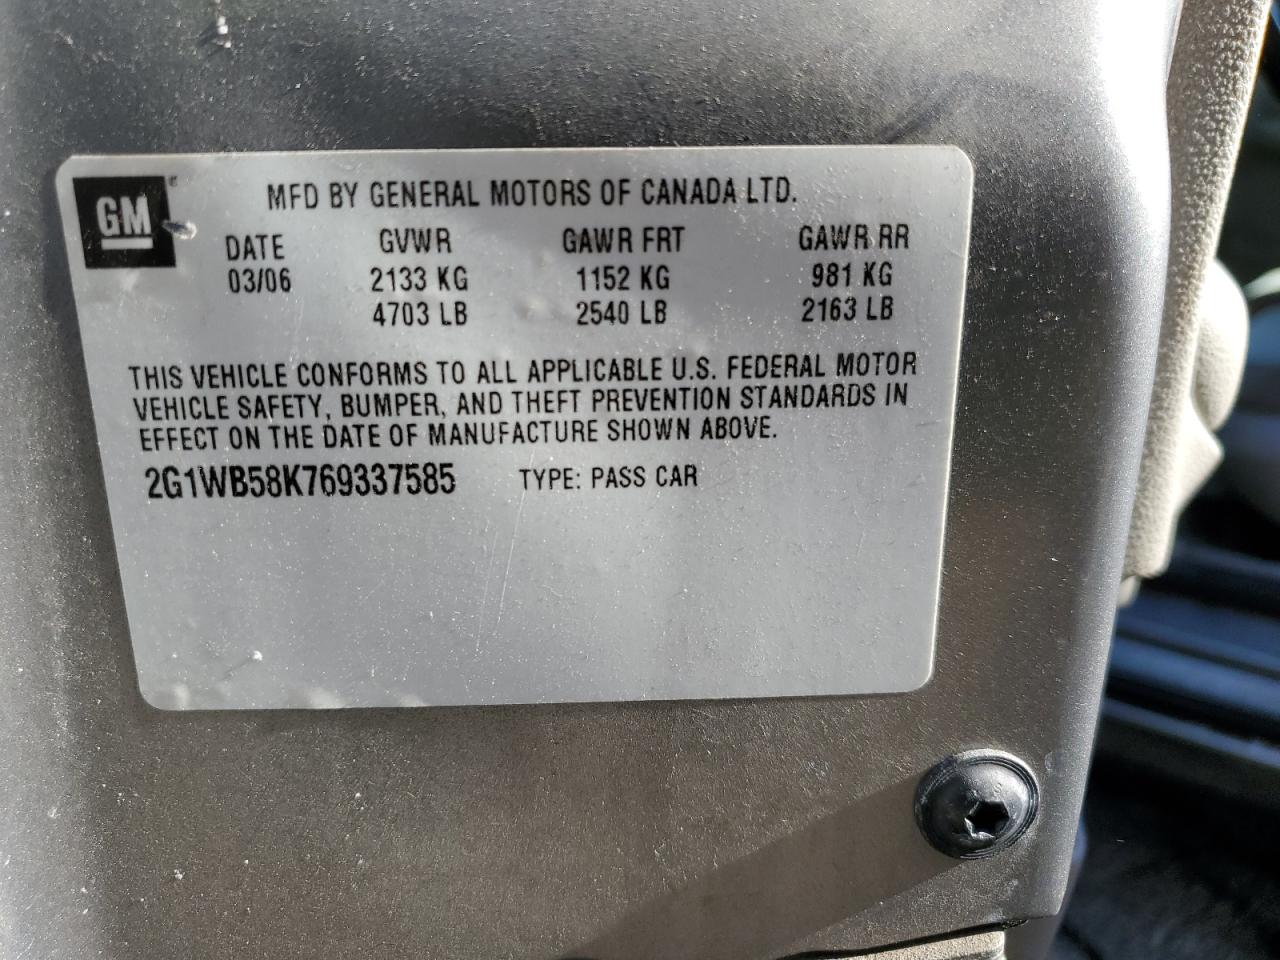 GM
MFD BY GENERAL MOTORS OF CANADA LTD.
DATE GVWR GAWR FRT GAWR RR
03/06 2133 KG 1152 KG 981 KG
4703 LB 2540 LB 2163 LB
THIS VEHICLE CONFORMS TO ALL APPLICABLE U.S. FEDERAL MOTOR
VEHICLE SAFETY, BUMPER, AND THEFT PREVENTION STANDARDS IN
EFFECT ON THE DATE OF MANUFACTURE SHOWN ABOVE.
2G1WB58K769337585 TYPE: PASS CAR